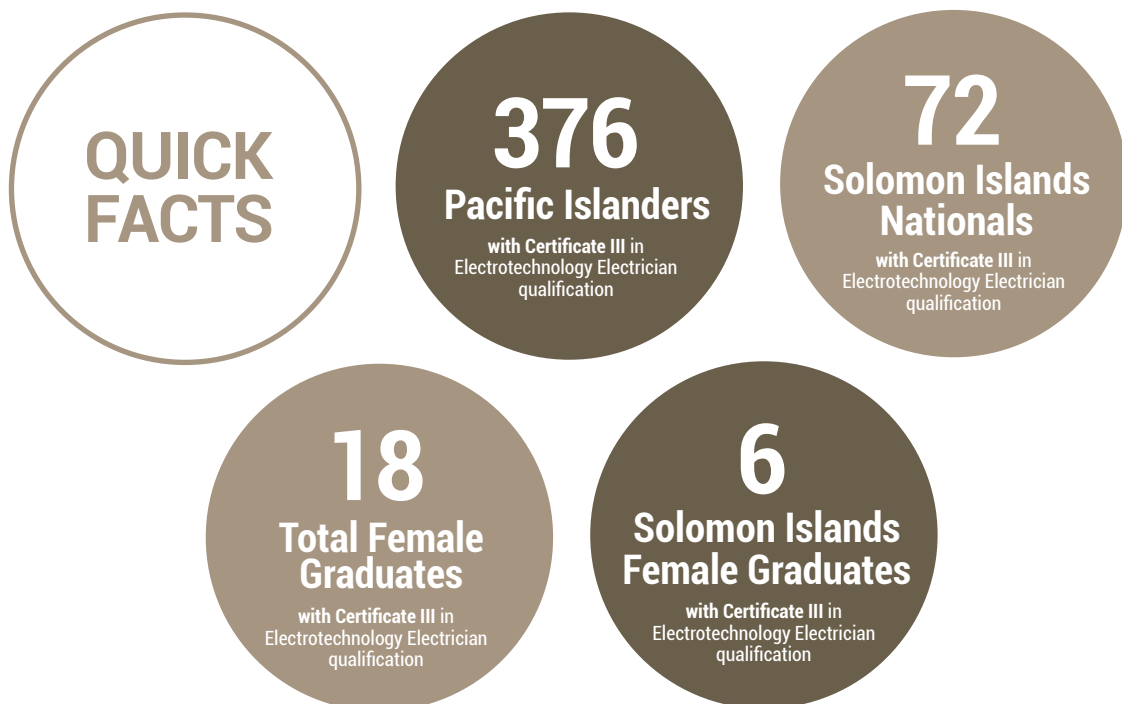 QUICK
FACTS
376
Pacific Islanders
with Certificate III in
Electrotechnology Electrician
qualification
72
Solomon Islands
Nationals
with Certificate III in
Electrotechnology Electrician
qualification
18
Total Female
Graduates
with Certificate III in
Electrotechnology Electrician
qualification
6
Solomon Islands
Female Graduates
with Certificate III in
Electrotechnology Electrician
qualification